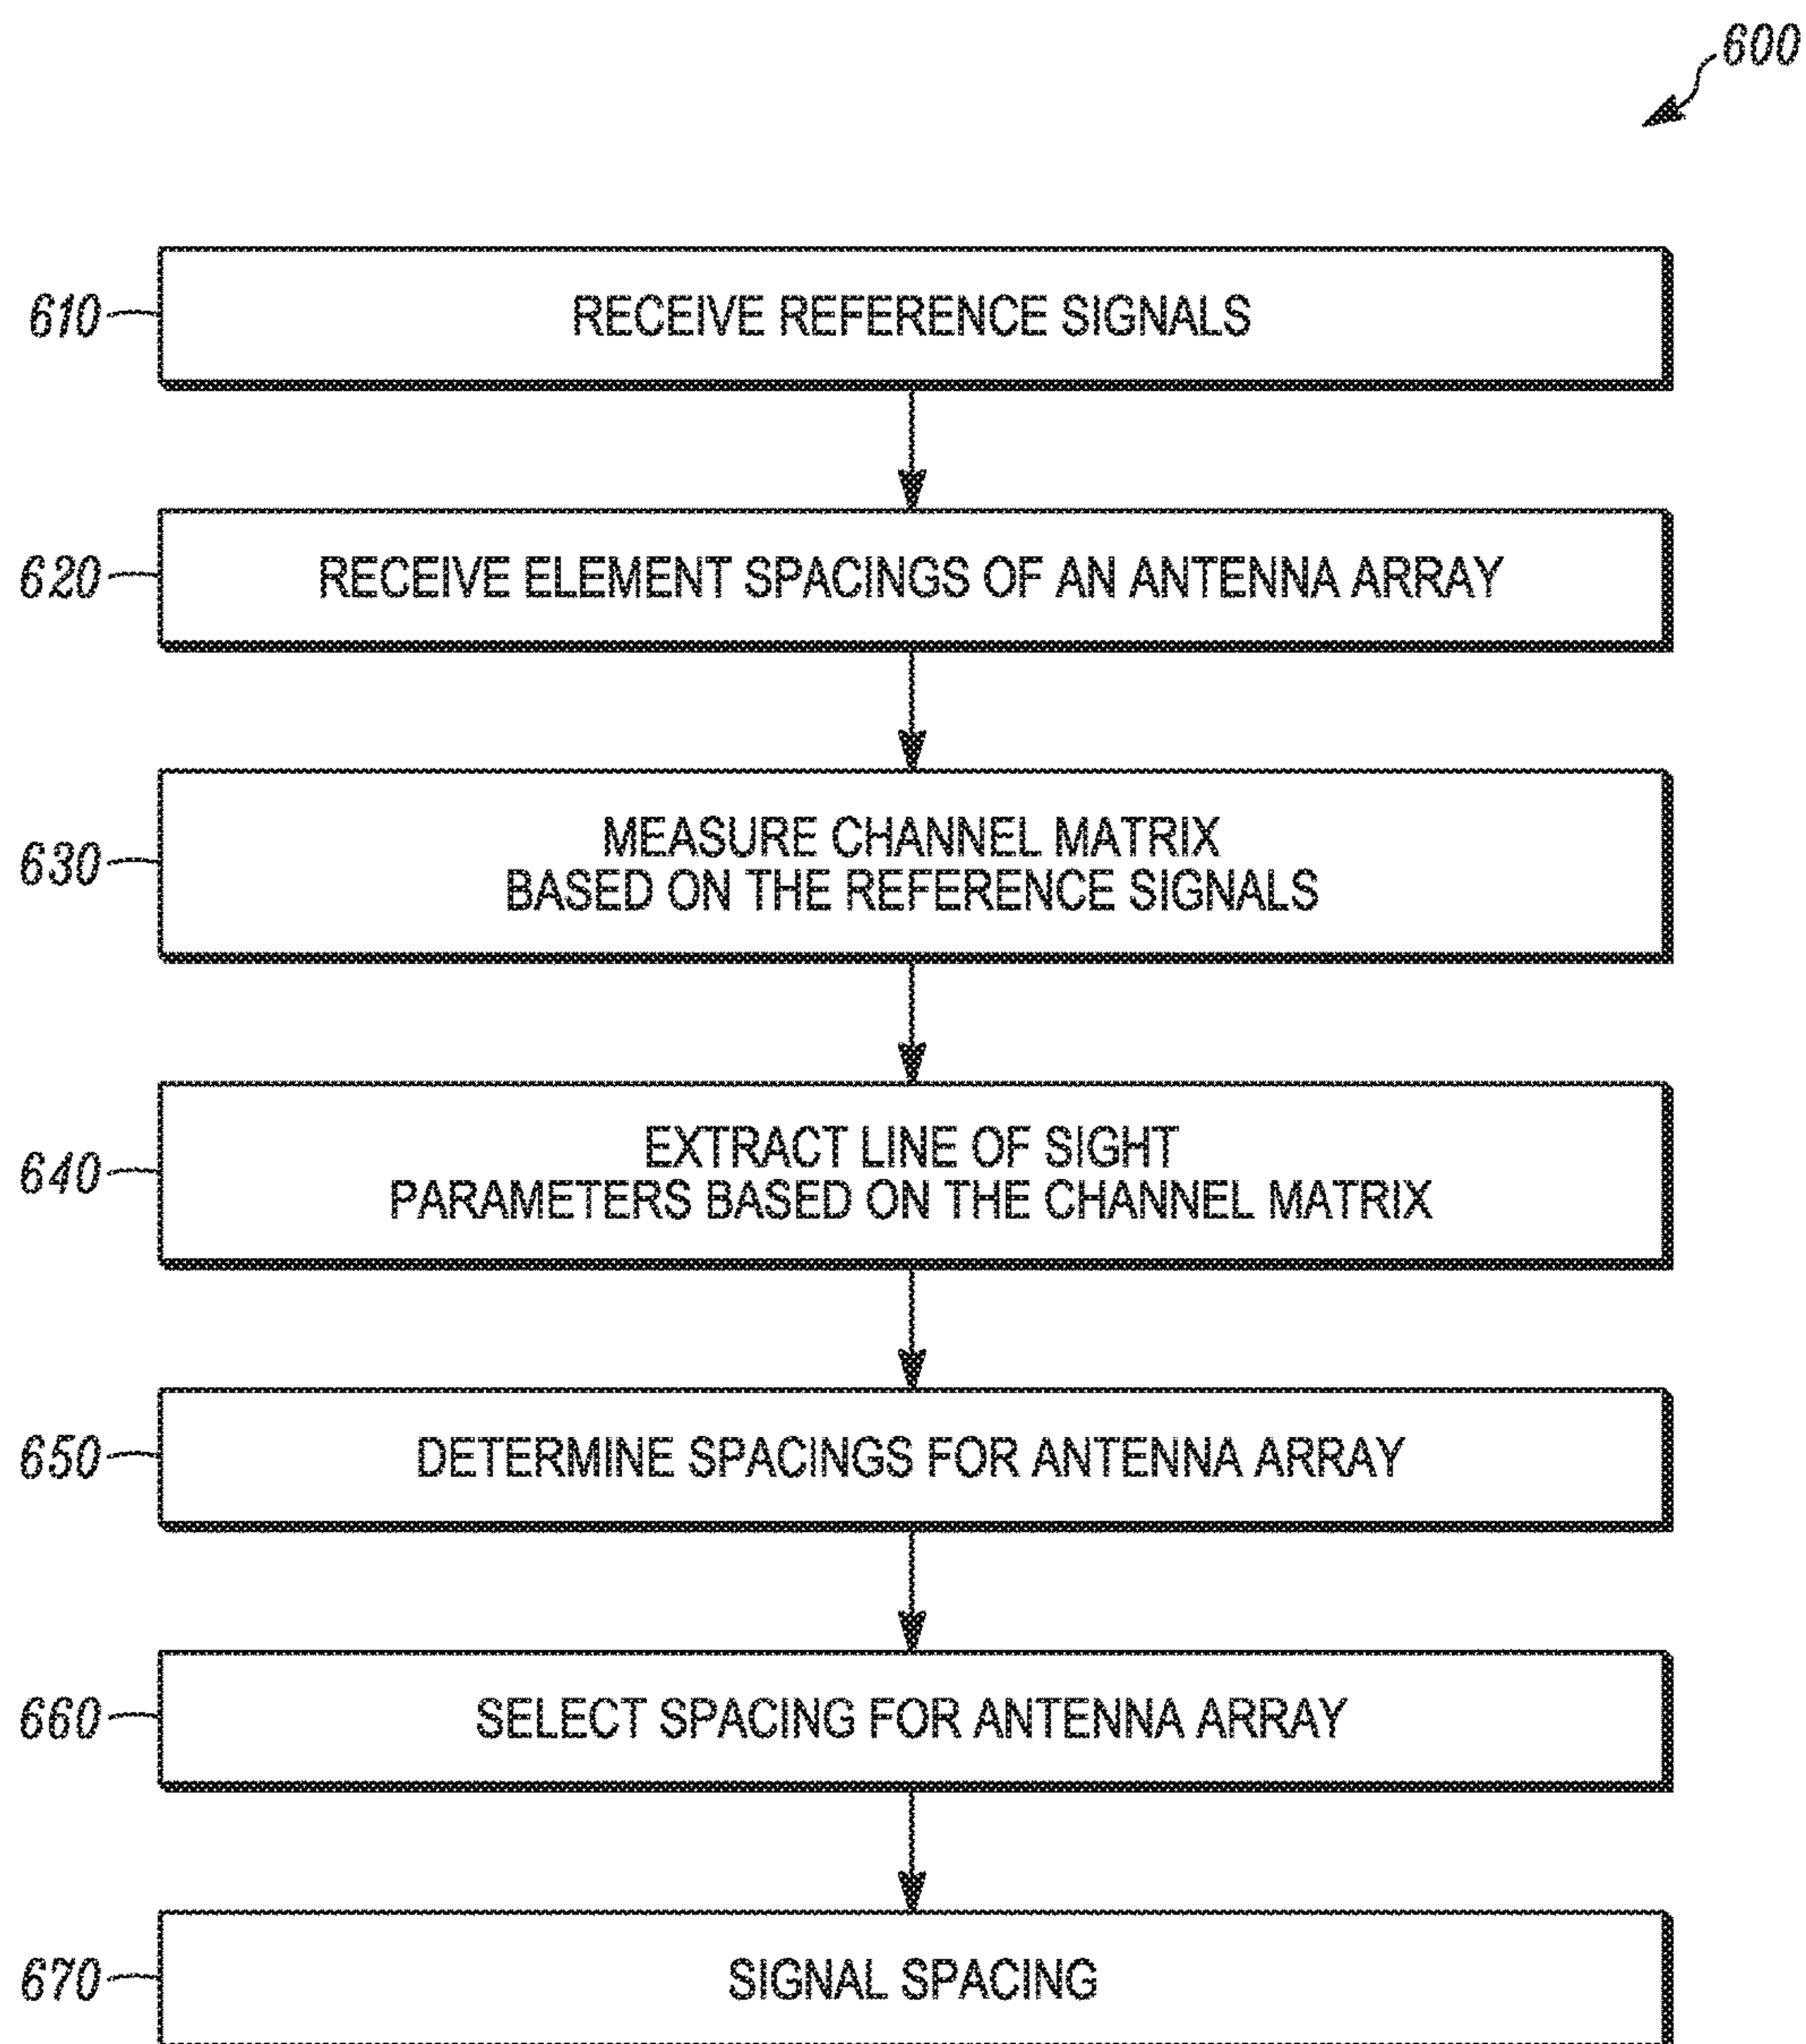 600
610
RECEIVE REFERENCE SIGNALS
620
RECEIVE ELEMENT SPACINGS OF AN ANTENNA ARRAY
630
MEASURE CHANNEL MATRIX
BASED ON THE REFERENCE SIGNALS
640
EXTRACT LINE OF SIGHT
PARAMETERS BASED ON THE CHANNEL MATRIX
650
DETERMINE SPACINGS FOR ANTENNA ARRAY
660
SELECT SPACING FOR ANTENNA ARRAY
670
SIGNAL SPACING